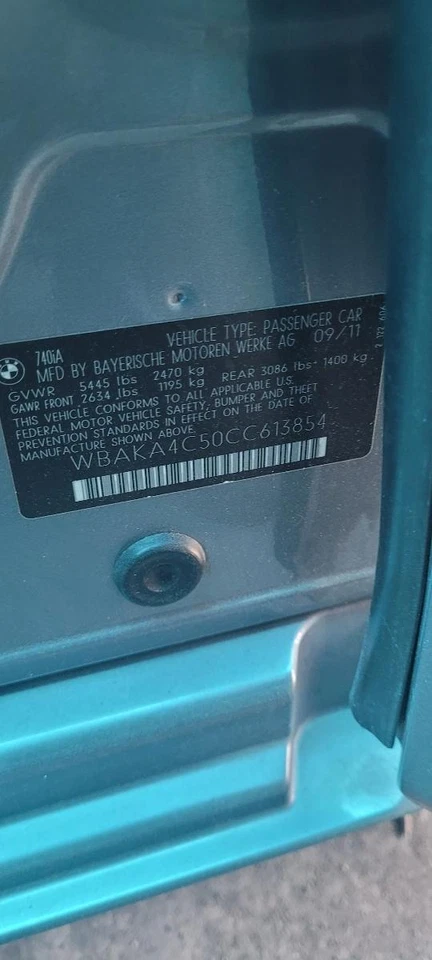 740iA VEHICLE TYPE: PASSENGER CAR
MFD BY BAYERISCHE MOTOREN WERKE AG 09/11
GVWR 5445 lbs 2470 kg
GAWR FRONT 2634 lbs 1195 kg REAR 3086 lbs- 1400 kg
THIS VEHICLE CONFORMS TO ALL APPLICABLE
FEDERAL MOTOR VEHICLE SAFETY, BUMPER AND THEFT
PREVENTION STANDARDS IN EFFECT ON THE DATE OF
MANUFACTURE SHOWN ABOVE.
WBAKA4C50CC613854